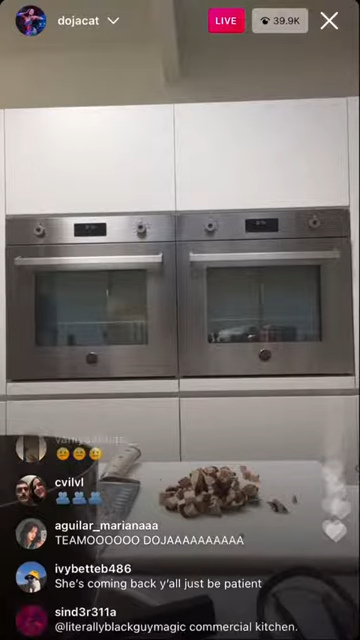 dojacat
LIVE
39.9K
🥲🥲🥲
cvilvl
🫂🫂🫂
aguilar_marianaaa
TEAMOOOOOO DOJAAAAAAAAAA
ivybetteb486
She's coming back y'all just be patient
sind3r311a
@literallyblackguymagic commercial kitchen.